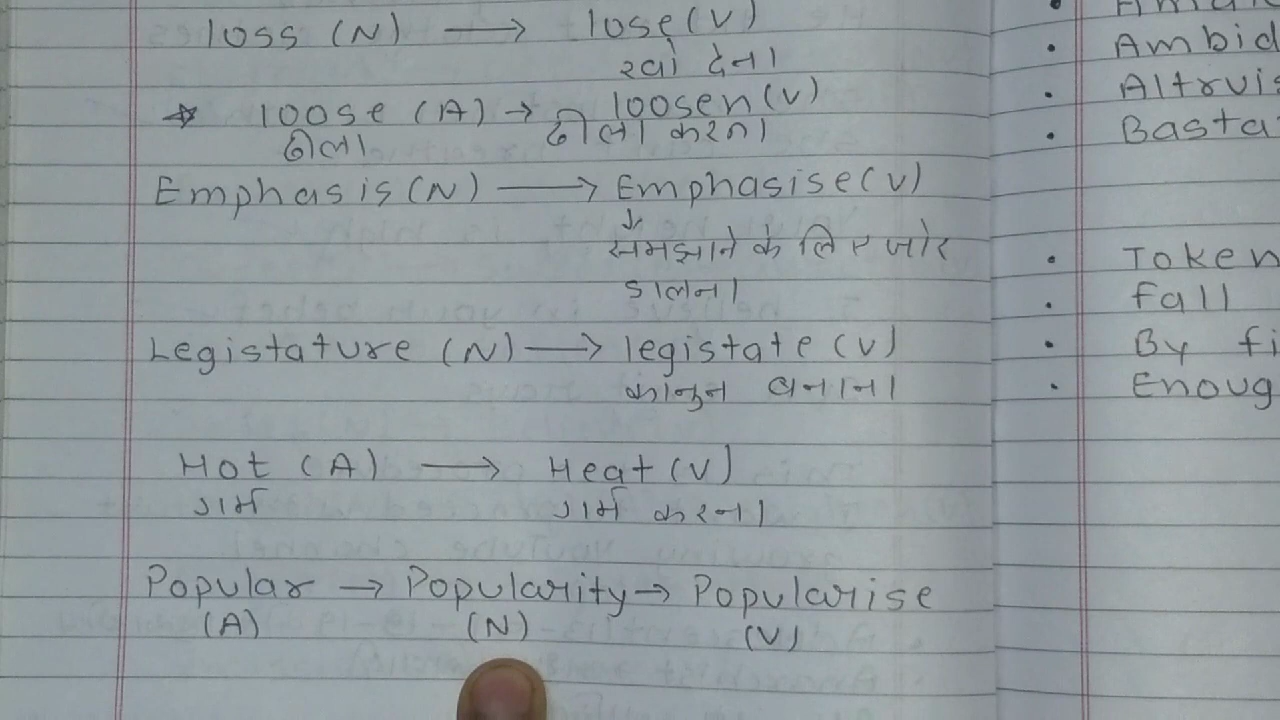 loss (N) → lose (V)
खो देना
☆ loose (A) → loosen (V)
ढीला ढीला करना
Emphasis (N) → Emphasise (V)
↓
समझाने के लिए जोर
डालना
Legistature (N) → legistate (V)
कानून बनाना
Hot (A) → Heat (V)
गर्म गर्म करना
Popular → Popularity → Popularise
(A) (N) (V)
• Ambid
• Altruis
• Basta
• Token
• fall
• By fi
• Enoug